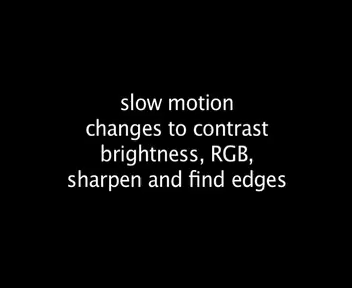 slow motion
changes to contrast
brightness, RGB,
sharpen and find edges